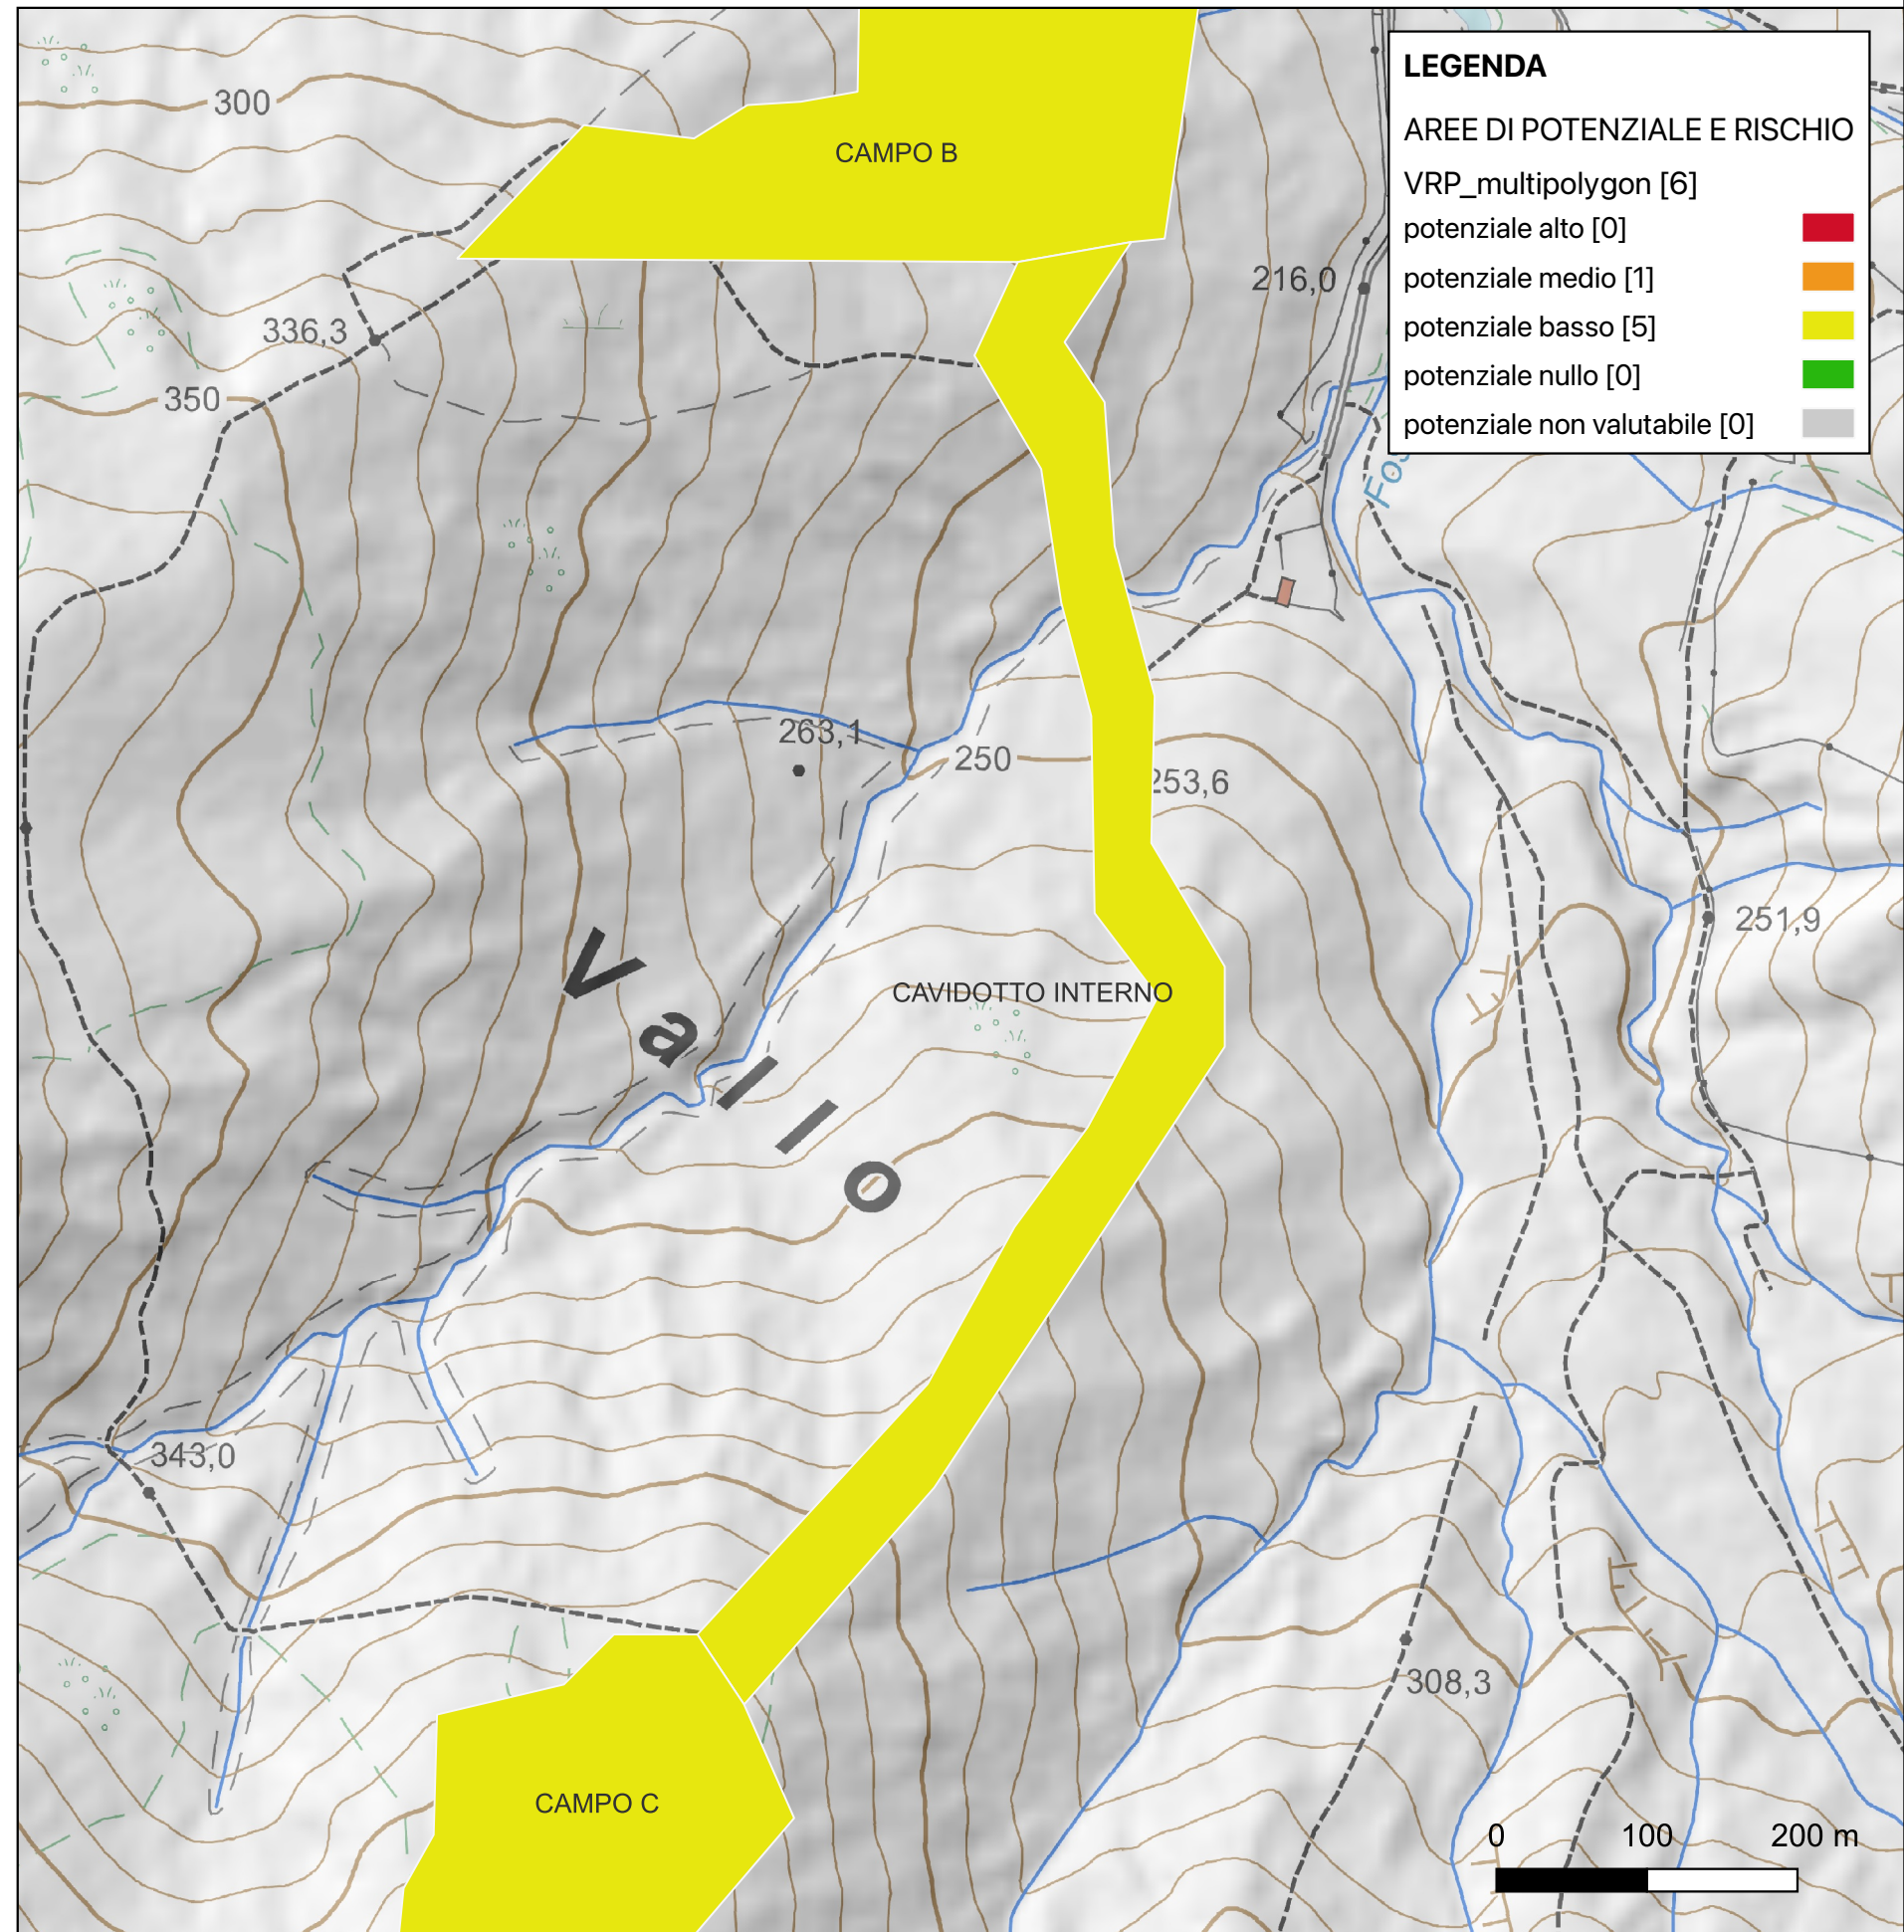 LEGENDA
AREE DI POTENZIALE E RISCHIO
VRP_multipolygon [6]
potenziale alto [0]
potenziale medio [1]
potenziale basso [5]
potenziale nullo [0]
potenziale non valutabile [0]
300
CAMPO B
216,0
336,3
350
263,1
250
253,6
251,9
Vallo
CAVIDOTTO INTERNO
343,0
308,3
CAMPO C
0 100 200 m